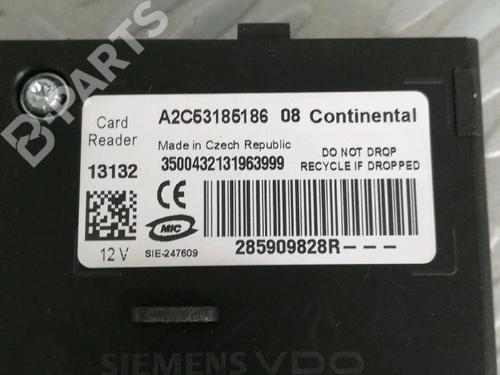 B-PARTS
Card Reader
A2C53185186 08 Continental
Made in Czech Republic
13132
3500432131963999
DO NOT DROP
RECYCLE IF DROPPED
CE
MIC
12 V
SIE-247609
285909828R---
SIEMENS VDO